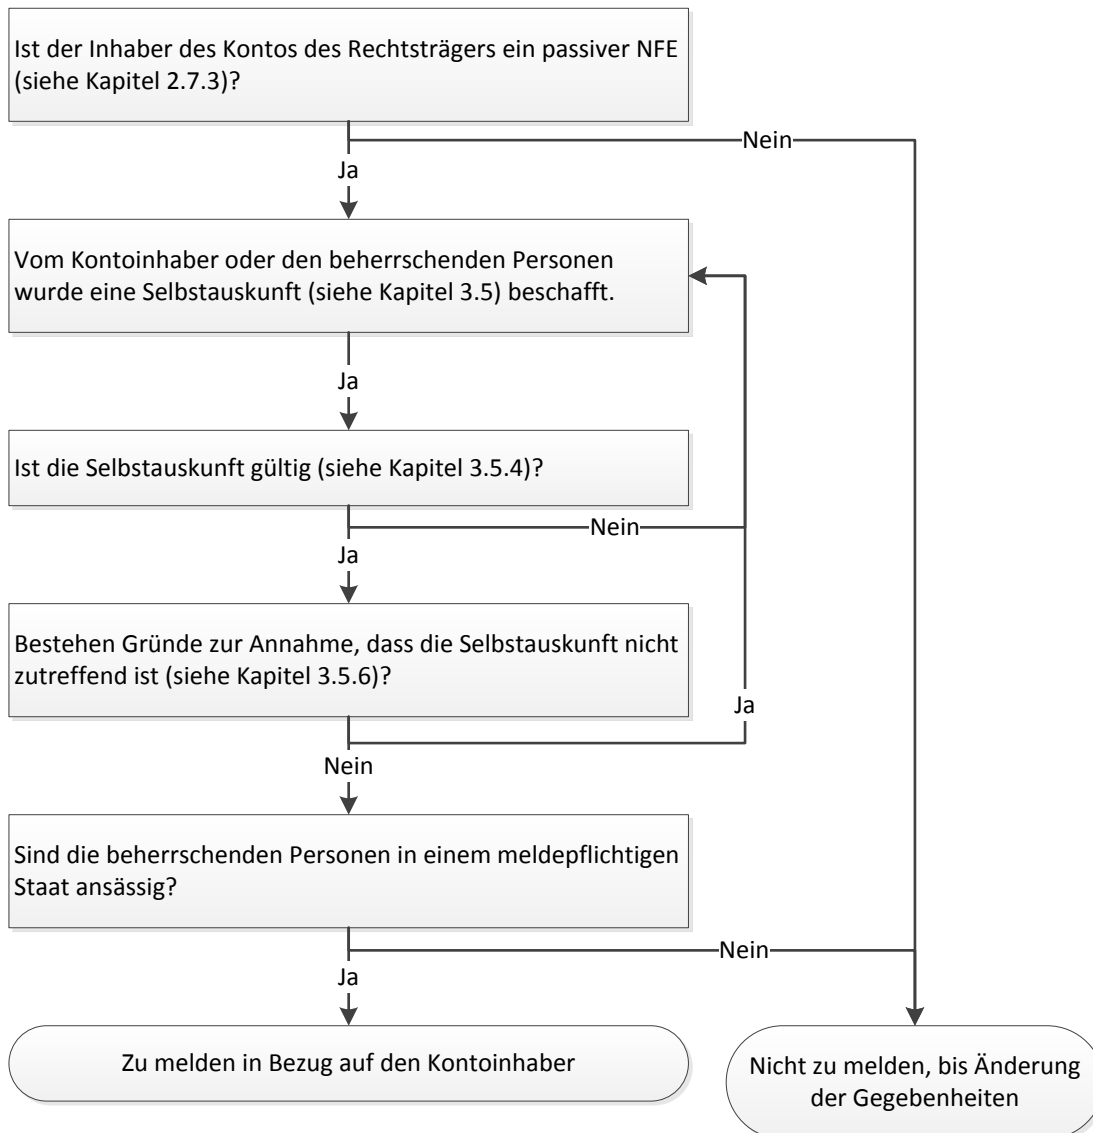 Ist der Inhaber des Kontos des Rechtsträgers ein passiver NFE
(siehe Kapitel 2.7.3)?
Nein
Ja
Vom Kontoinhaber oder den beherrschenden Personen
wurde eine Selbstauskunft (siehe Kapitel 3.5) beschafft.
Ja
Ist die Selbstauskunft gültig (siehe Kapitel 3.5.4)?
Nein
Ja
Bestehen Gründe zur Annahme, dass die Selbstauskunft nicht
zutreffend ist (siehe Kapitel 3.5.6)?
Ja
Nein
Sind die beherrschenden Personen in einem meldepflichtigen
Staat ansässig?
Nein
Ja
Zu melden in Bezug auf den Kontoinhaber
Nicht zu melden, bis Änderung
der Gegebenheiten